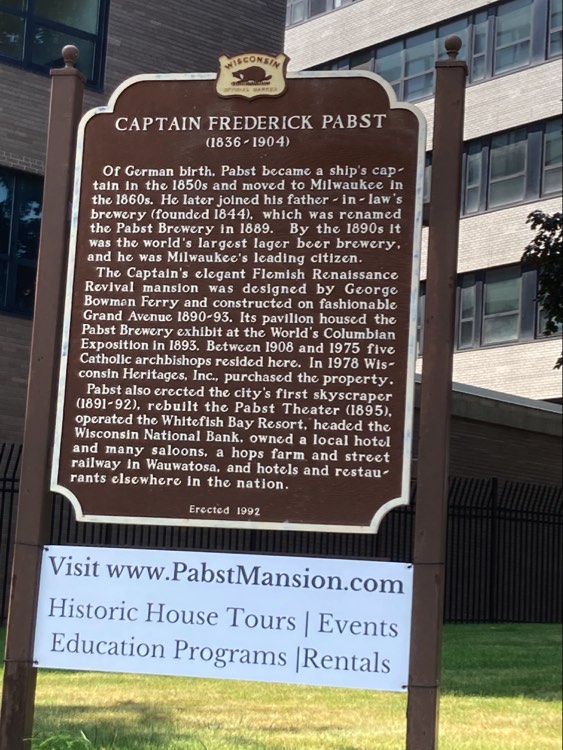 WISCONSIN
OFFICIAL MARKER
CAPTAIN FREDERICK PABST
(1836-1904)
Of German birth, Pabst became a ship's cap-
tain in the 1850s and moved to Milwaukee in
the 1860s. He later joined his father-in-law's
brewery (founded 1844), which was renamed
the Pabst Brewery in 1889. By the 1890s it
was the world's largest lager beer brewery,
and he was Milwaukee's leading citizen.
The Captain's elegant Flemish Renaissance
Revival mansion was designed by George
Bowman Ferry and constructed on fashionable
Grand Avenue 1890-93. Its pavilion housed the
Pabst Brewery exhibit at the World's Columbian
Exposition in 1893. Between 1908 and 1975 five
Catholic archbishops resided here. In 1978 Wis-
consin Heritages, Inc., purchased the property.
Pabst also erected the city's first skyscraper
(1891-92), rebuilt the Pabst Theater (1895),
operated the Whitefish Bay Resort, headed the
Wisconsin National Bank, owned a local hotel
and many saloons, a hops farm and street
railway in Wauwatosa, and hotels and restau-
rants elsewhere in the nation.
Erected 1992
Visit www.PabstMansion.com
Historic House Tours | Events
Education Programs |Rentals